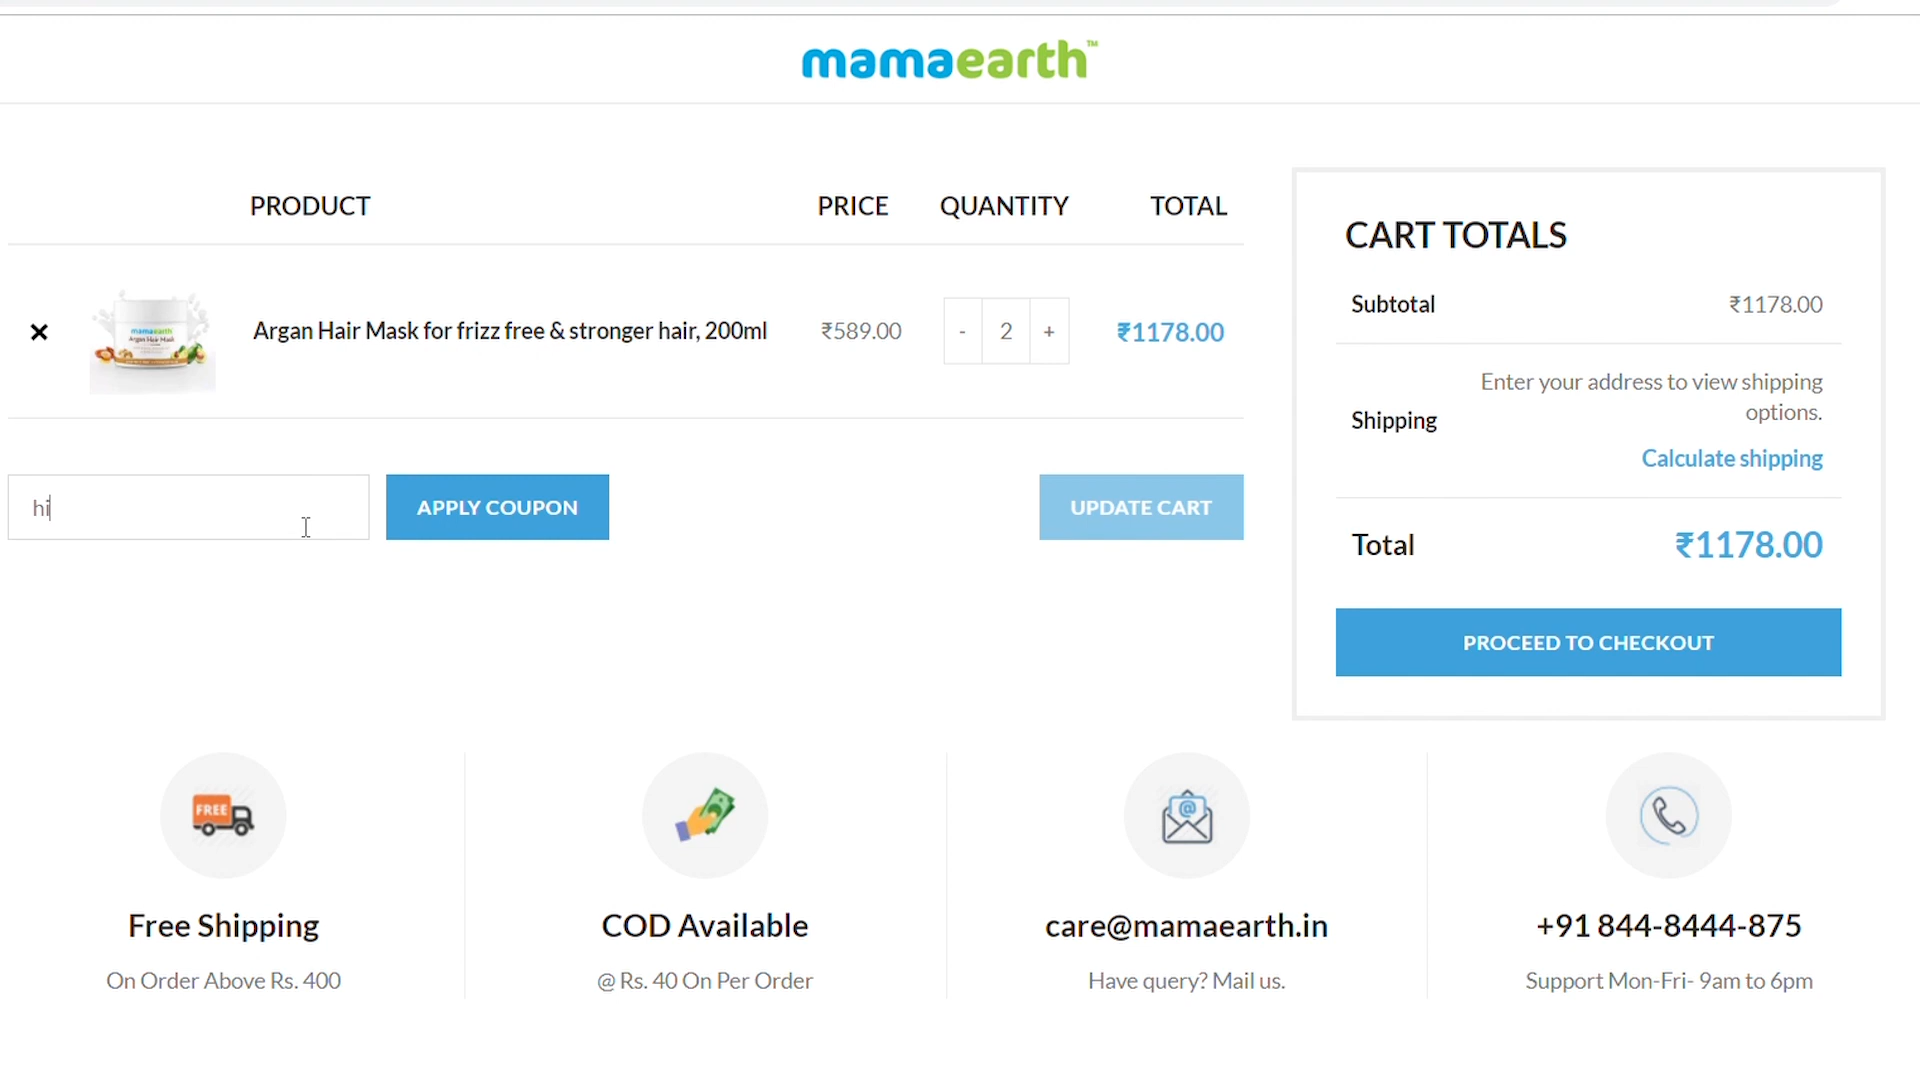 mamaearth™
PRODUCT PRICE QUANTITY TOTAL
mamaearth
Argan Hair Mask
Argan Hair Mask for frizz free & stronger hair, 200ml ₹589.00 - 2 + ₹1178.00
hi APPLY COUPON UPDATE CART
CART TOTALS
Subtotal ₹1178.00
Shipping Enter your address to view shipping
options.
Calculate shipping
Total ₹1178.00
PROCEED TO CHECKOUT
FREE
Free Shipping
On Order Above Rs. 400
COD Available
@ Rs. 40 On Per Order
@
care@mamaearth.in
Have query? Mail us.
+91 844-8444-875
Support Mon-Fri- 9am to 6pm